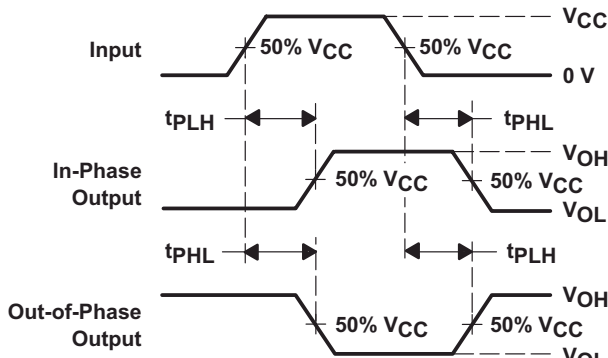 VCC
Input
50% VCC
50% VCC
0 V
tPLH
tPHL
VOH
In-Phase
Output
50% VCC
50% VCC
VOL
tPHL
tPLH
VOH
Out-of-Phase
Output
50% VCC
50% VCC
VOL